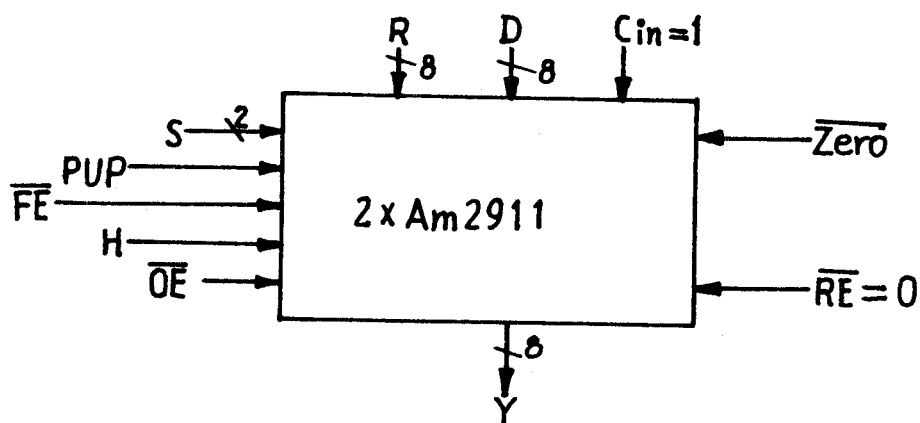 R D Cin=1
8 8
S 2
Zero
PUP
FE
2 x Am2911
H
OE
RE = 0
8
Y